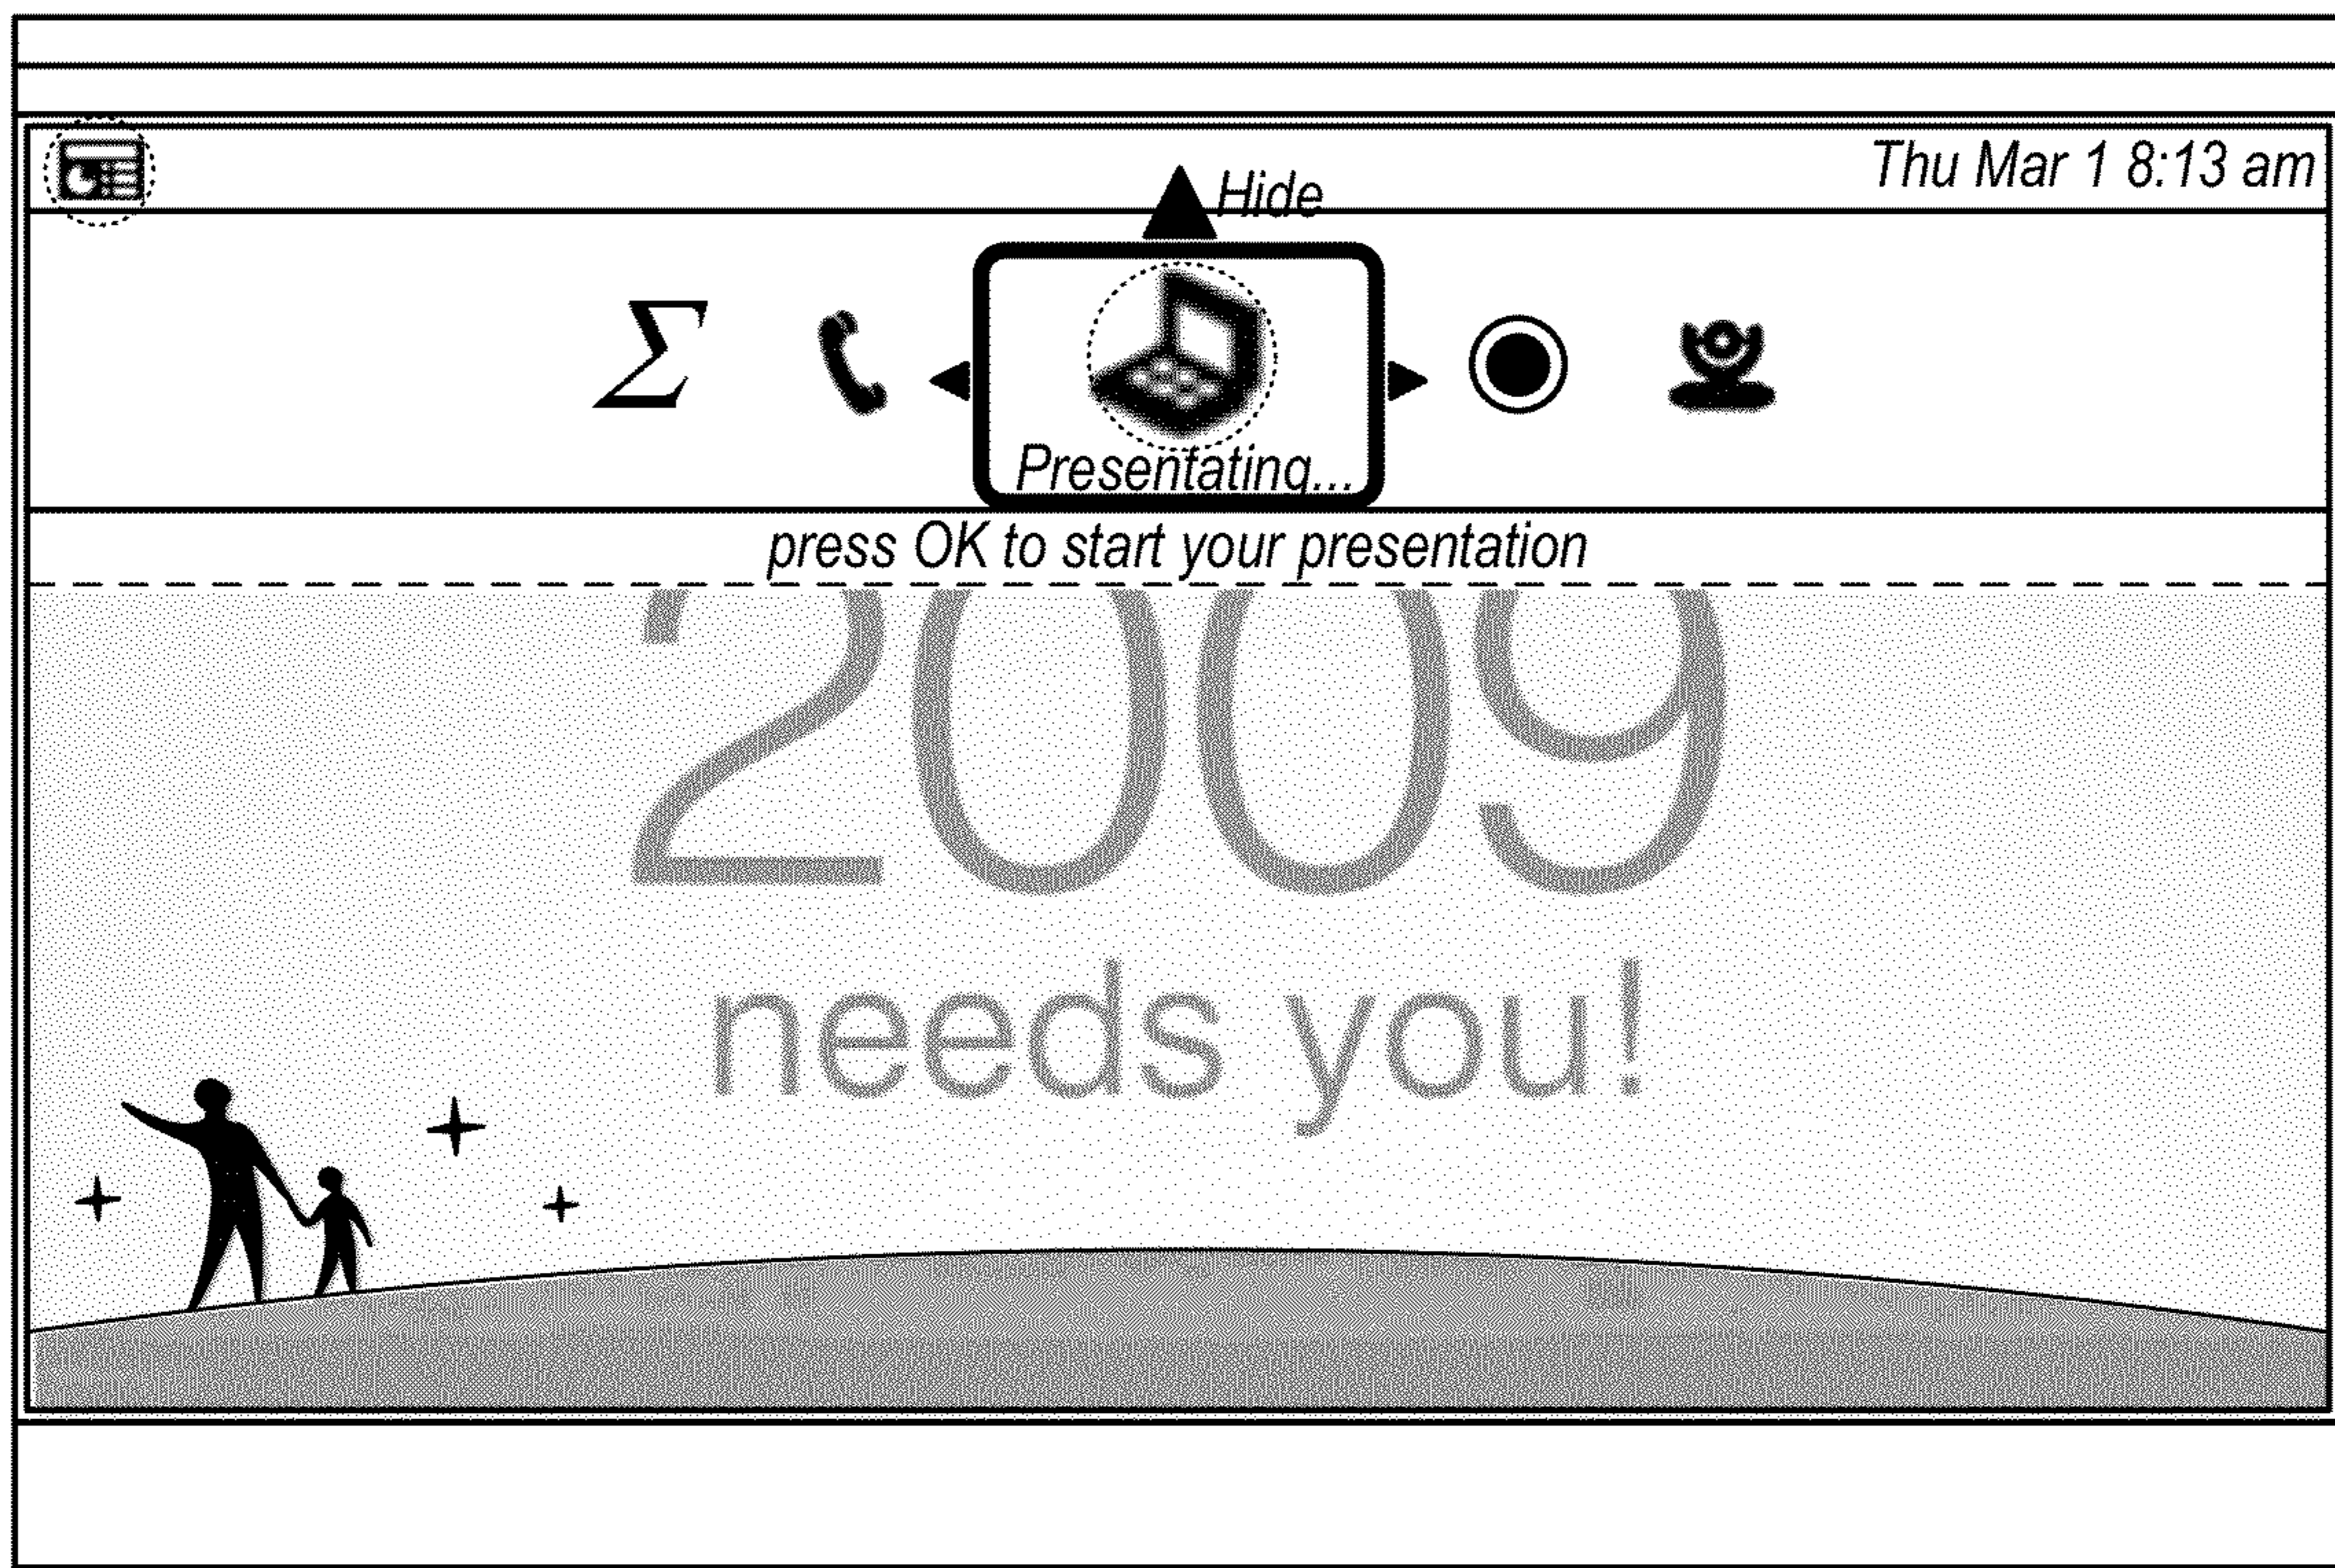 Thu Mar 1 8:13 am
Hide
Σ
Presentating...
press OK to start your presentation
2009
needs you!